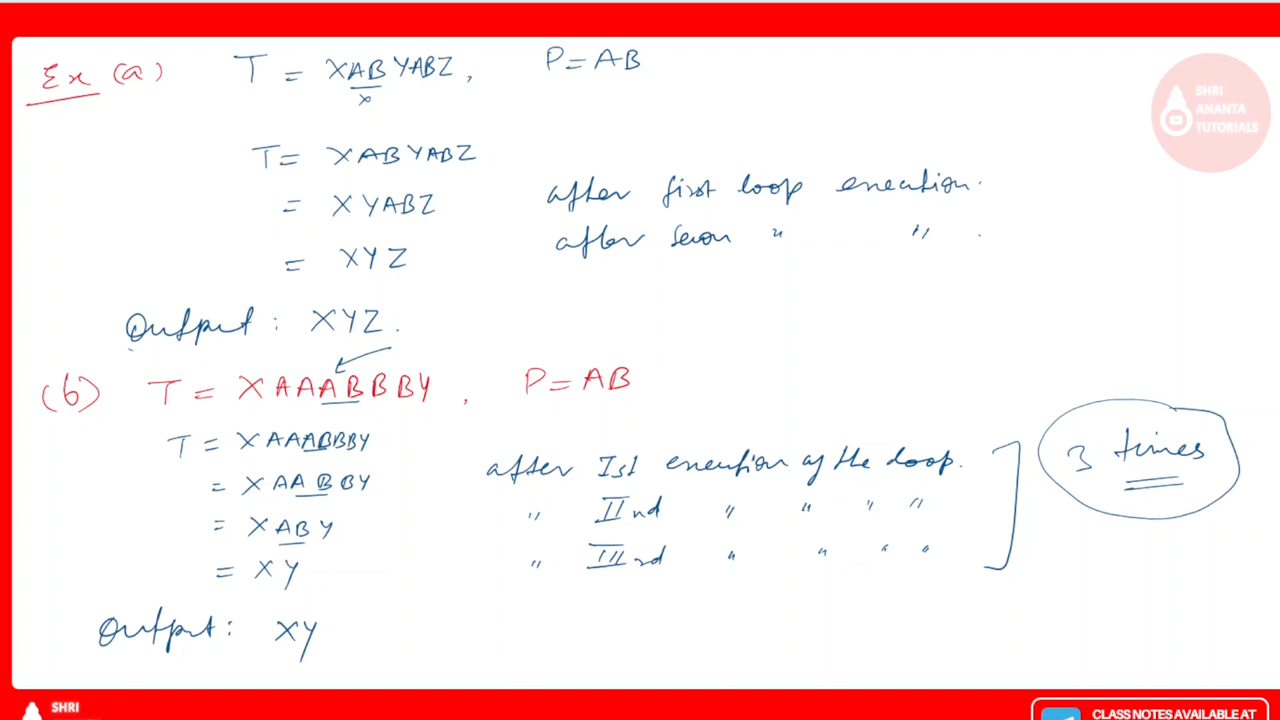 Ex (a) T = XABYABZ, P = AB
x
SHRI
ANANTA
TUTORIALS
T = XABYABZ
= XYABZ after first loop execution.
= XYZ after secon " " .
Output : XYZ.
(b) T = XAAABBBY, P = AB
T = XAAABBBY
= XAABBY after Ist execution of the loop.
3 times
= XABY " IInd " " " "
= XY " IIIrd " " " "
Output : XY
SHRI
CLASS NOTES AVAILABLE AT